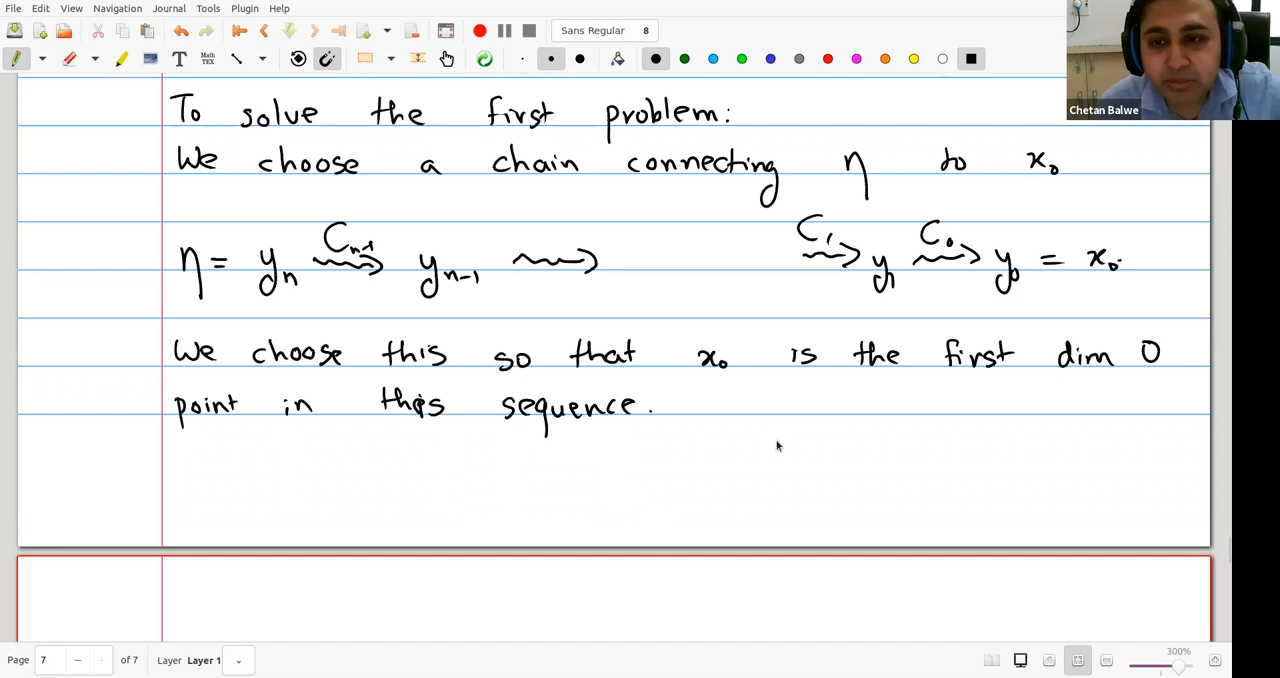 File Edit View Navigation Journal Tools Plugin Help
Sans Regular 8
T Math TEX
Chetan Balwe
To solve the first problem:
We choose a chain connecting η to x₀
η = yₙ ⇝ Cₙ₋₁ yₙ₋₁ ⇝ C₁ ⇝ y₁ C₀ ⇝ y₀ = x₀.
We choose this so that x₀ is the first dim 0
point in this sequence.
Page 7 of 7 Layer Layer 1 300%